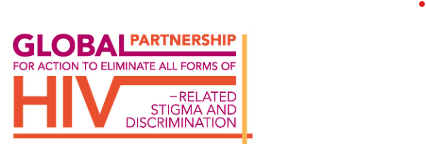 GLOBAL PARTNERSHIP
FOR ACTION TO ELIMINATE ALL FORMS OF
HIV –RELATED
STIGMA AND
DISCRIMINATION